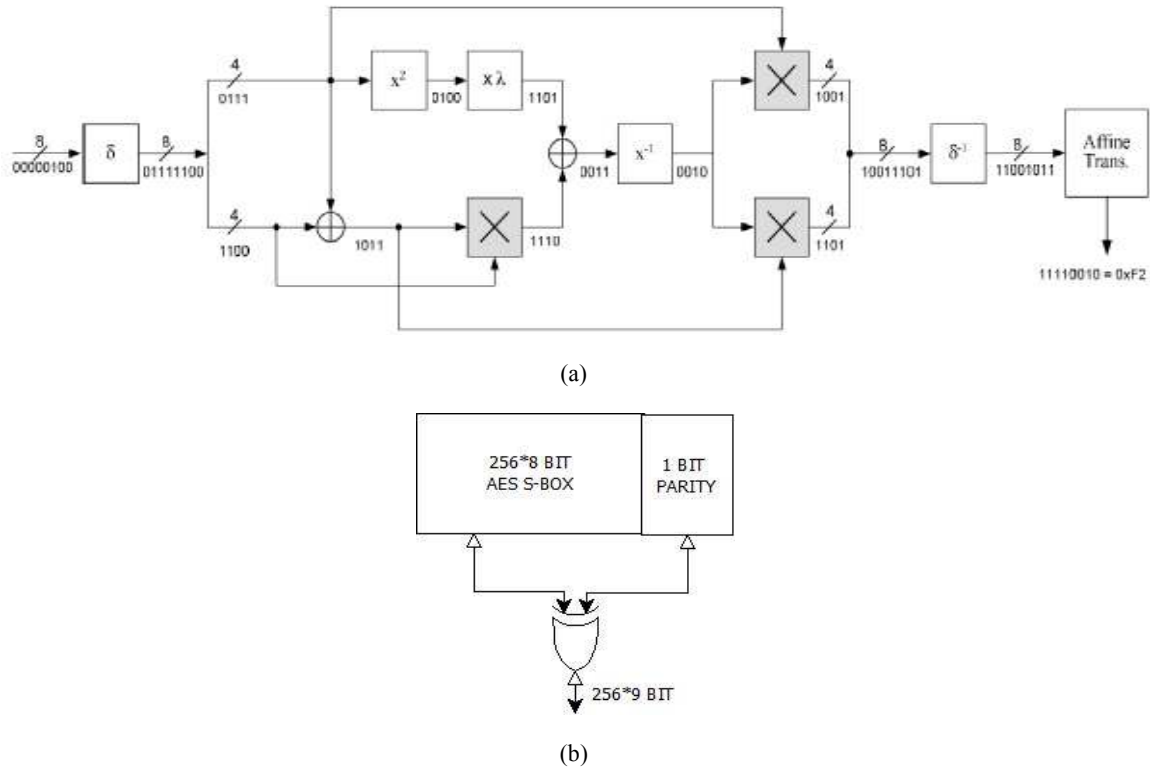 4
0111
x²
0100
x λ
1101
8
00000100
δ
8
01111100
4
1100
1011
1110
0011
x⁻¹
0010
4
1001
4
1101
8
10011101
δ⁻¹
8
11001011
Affine
Trans.
11110010 = 0xF2
(a)
256*8 BIT
AES S-BOX
1 BIT
PARITY
256*9 BIT
(b)